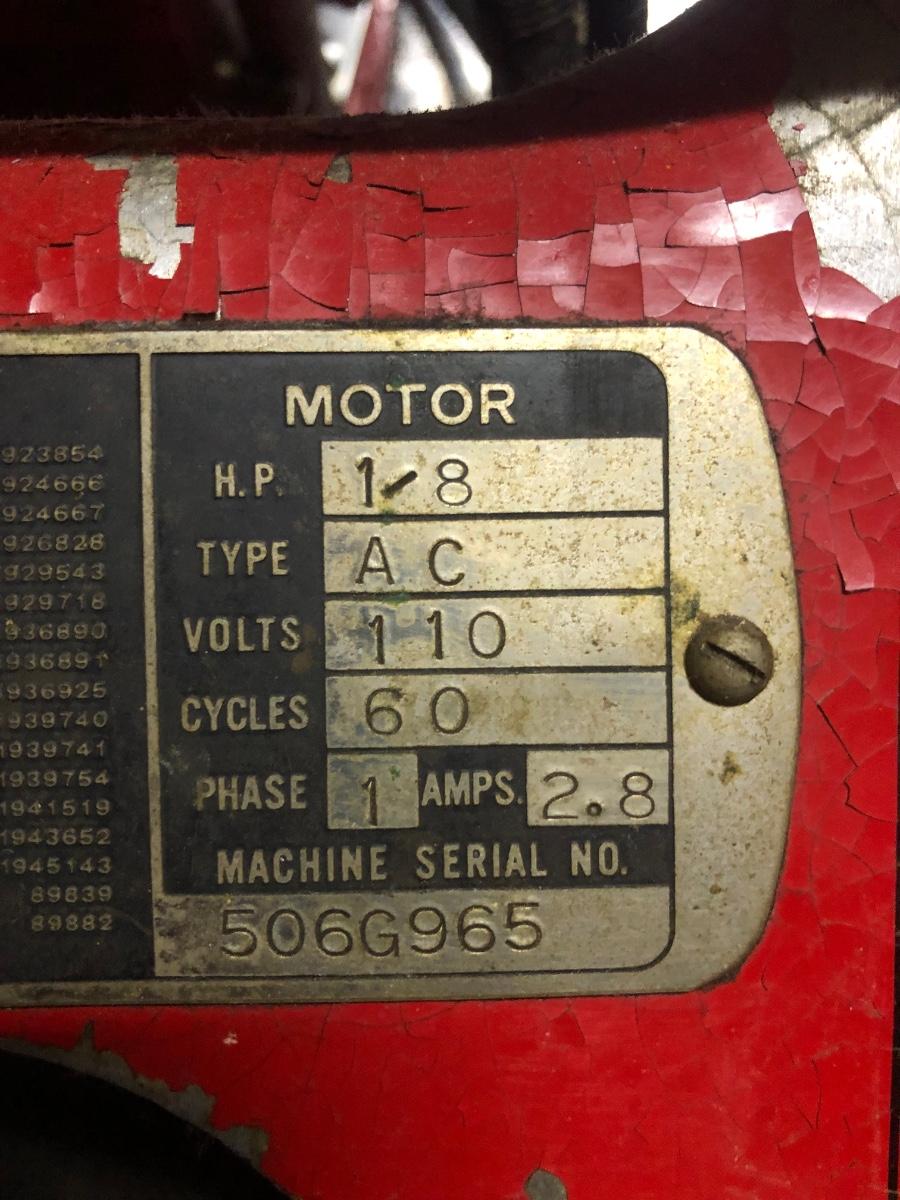 923854
924666
924667
926828
929543
929718
936890
936891
936925
939740
1939741
1939754
1941519
1943652
1945143
89839
89882
MOTOR
H.P. 1/8
TYPE AC
VOLTS 110
CYCLES 60
PHASE 1 AMPS. 2.8
MACHINE SERIAL NO.
506G965